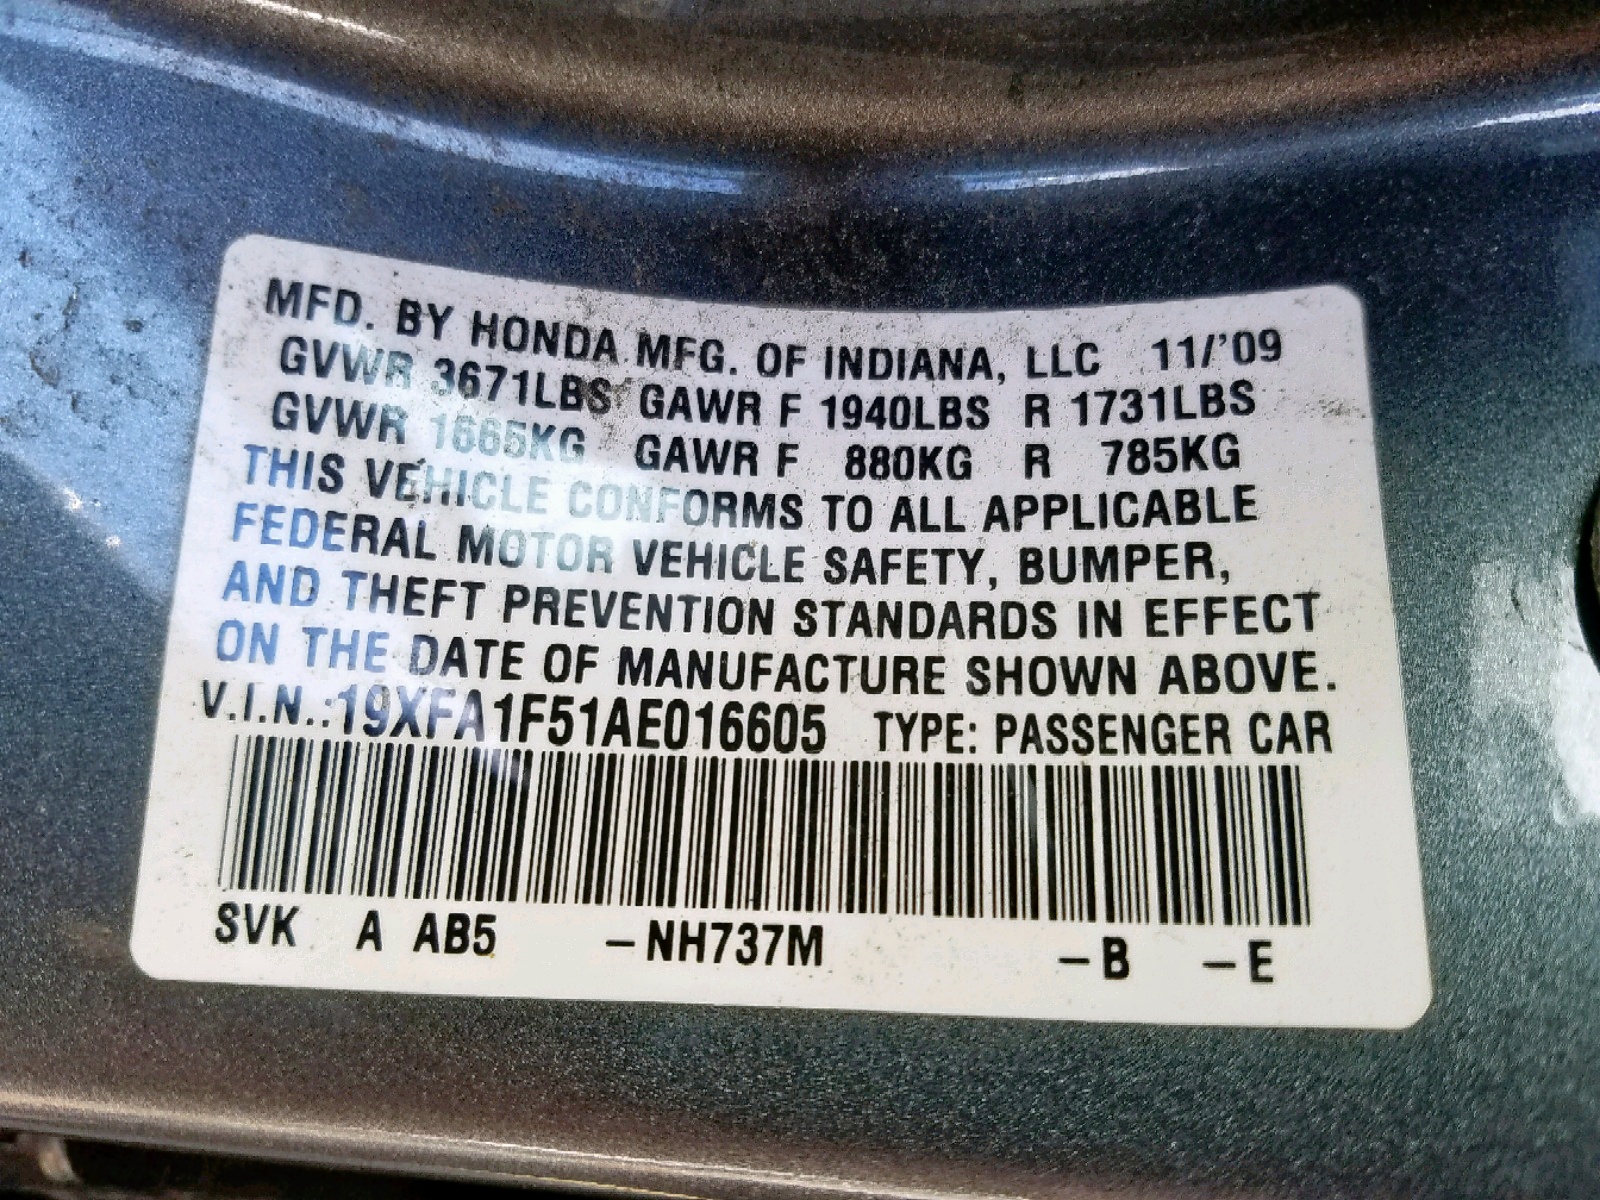 MFD. BY HONDA MFG. OF INDIANA, LLC 11/'09
GVWR 3671LBS GAWR F 1940LBS R 1731LBS
GVWR 1665KG GAWR F 880KG R 785KG
THIS VEHICLE CONFORMS TO ALL APPLICABLE
FEDERAL MOTOR VEHICLE SAFETY, BUMPER,
AND THEFT PREVENTION STANDARDS IN EFFECT
ON THE DATE OF MANUFACTURE SHOWN ABOVE.
V.I.N.:19XFA1F51AE016605 TYPE: PASSENGER CAR
SVK A AB5 –NH737M –B –E